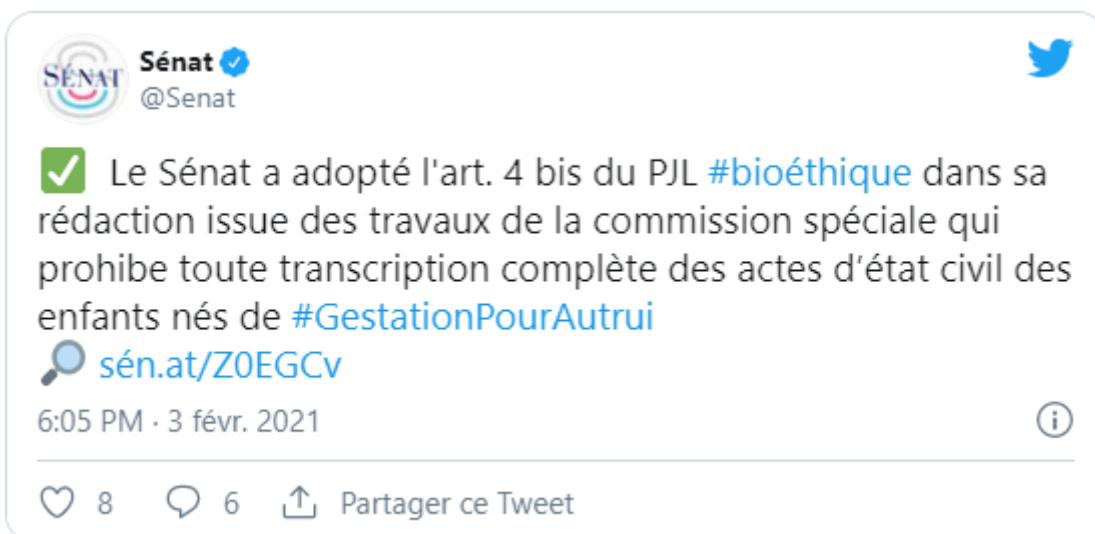 SÉNAT
Sénat
@Senat
Le Sénat a adopté l'art. 4 bis du PJL #bioéthique dans sa
rédaction issue des travaux de la commission spéciale qui
prohibe toute transcription complète des actes d’état civil des
enfants nés de #GestationPourAutrui
sén.at/Z0EGCv
6:05 PM · 3 févr. 2021
8 6 Partager ce Tweet